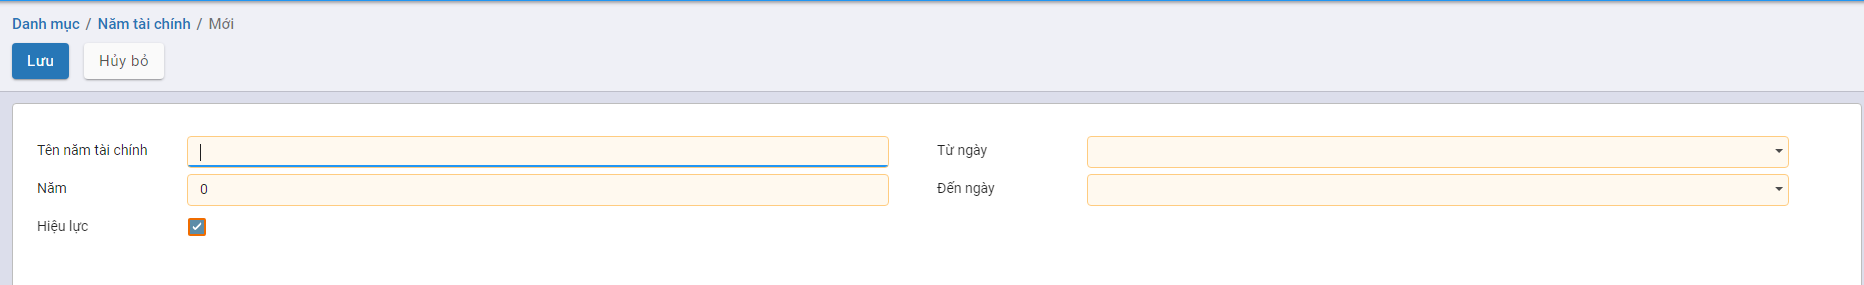 Danh mục / Năm tài chính / Mới
Lưu Hủy bỏ
Tên năm tài chính
Từ ngày
Năm 0
Đến ngày
Hiệu lực